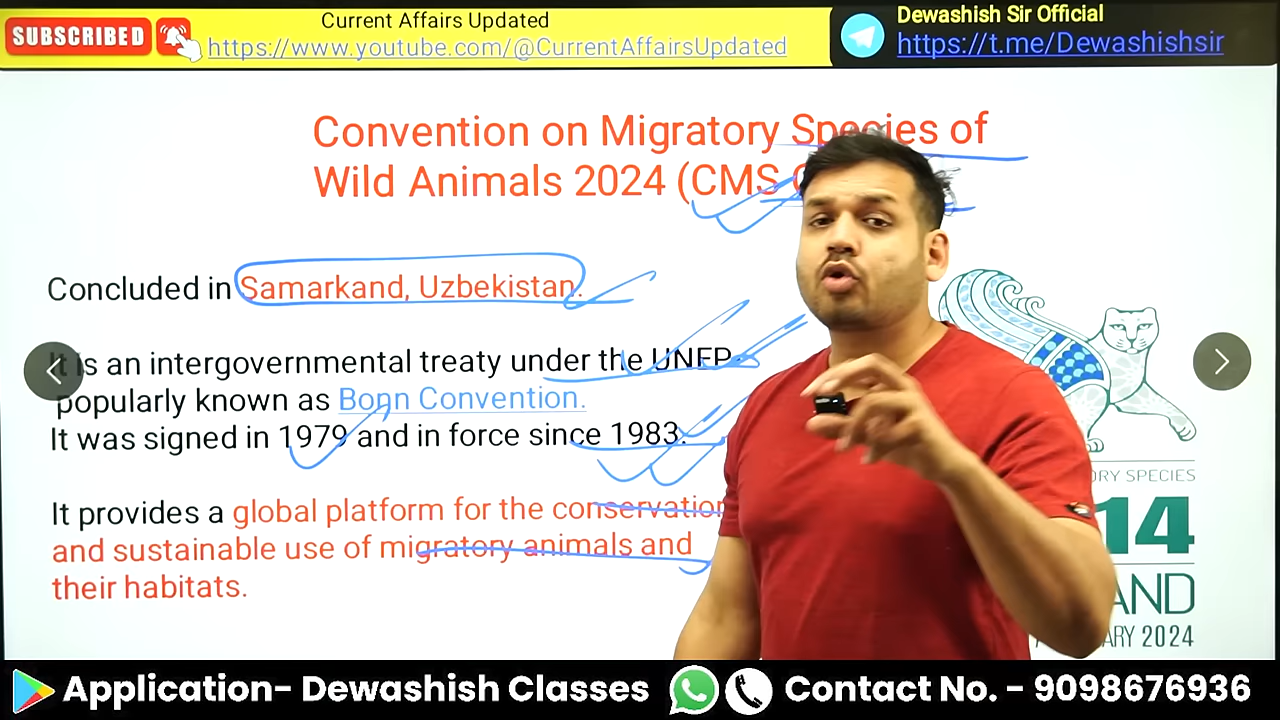 SUBSCRIBED
Current Affairs Updated
https://www.youtube.com/@CurrentAffairsUpdated
Dewashish Sir Official
https://t.me/Dewashishsir
Convention on Migratory Species of
Wild Animals 2024 (CMS
Concluded in Samarkand, Uzbekistan.
It is an intergovernmental treaty under the UNEP
popularly known as Bonn Convention.
It was signed in 1979 and in force since 1983.
It provides a global platform for the conservation
and sustainable use of migratory animals and
their habitats.
SPECIES
14
AND
2024
Application- Dewashish Classes
Contact No. - 9098676936